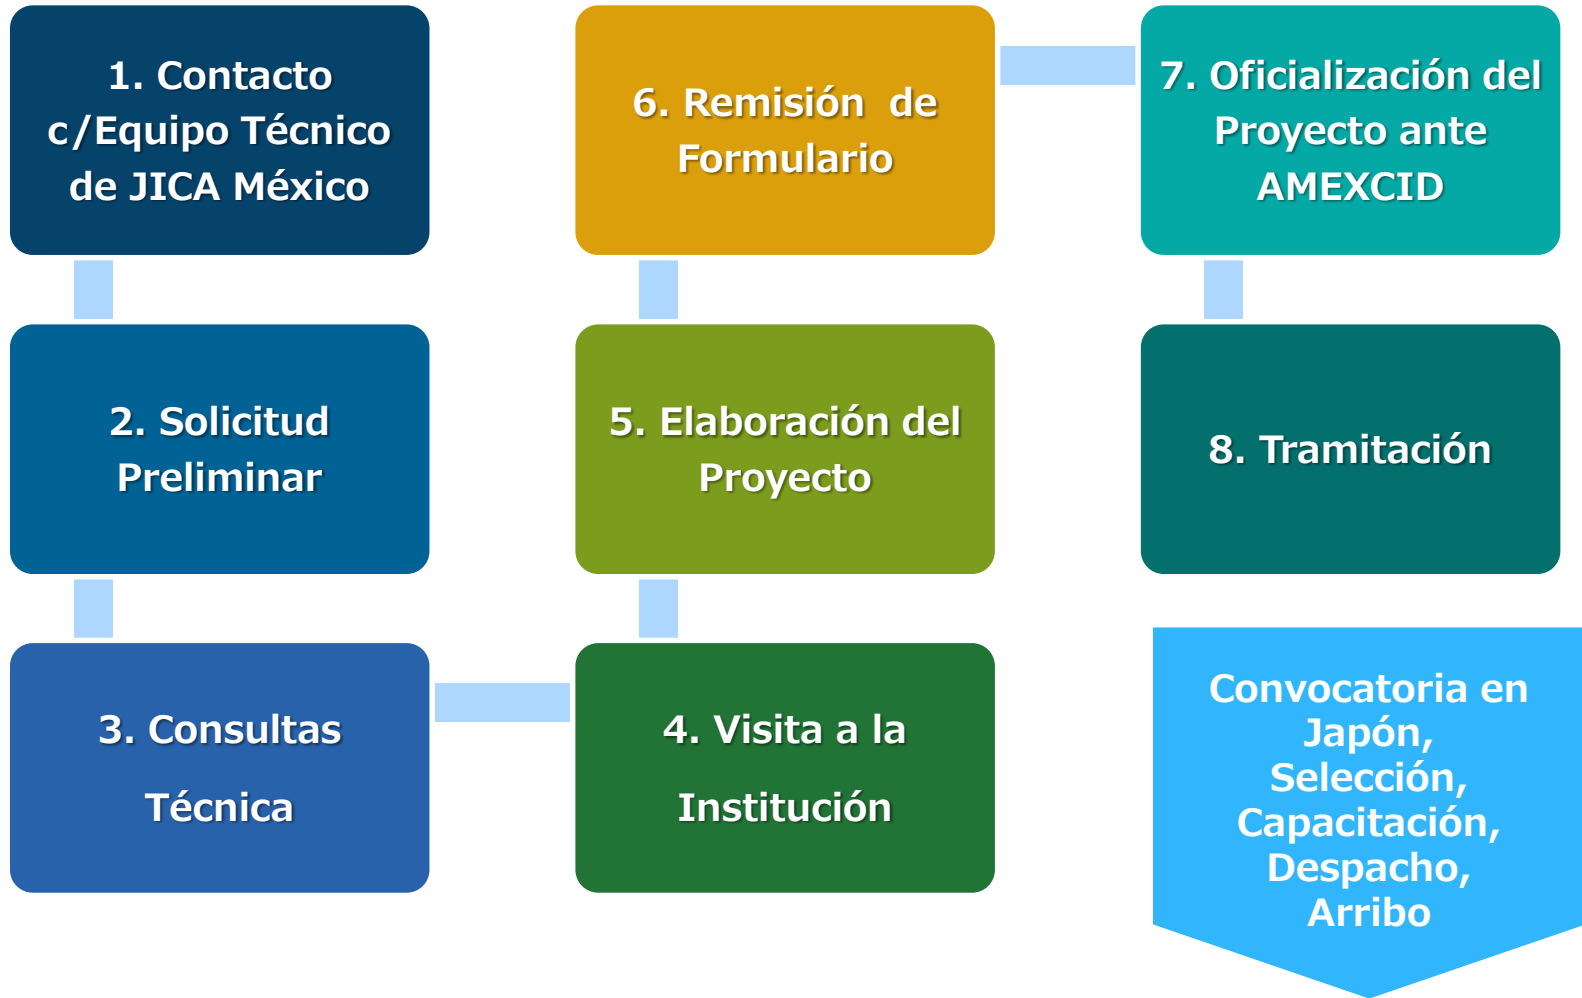 1. Contacto
c/Equipo Técnico
de JICA México
2. Solicitud
Preliminar
3. Consultas
Técnica
4. Visita a la
Institución
5. Elaboración del
Proyecto
6. Remisión  de
Formulario
7. Oficialización del
Proyecto ante
AMEXCID
8. Tramitación
Convocatoria en
Japón,
Selección,
Capacitación,
Despacho,
Arribo